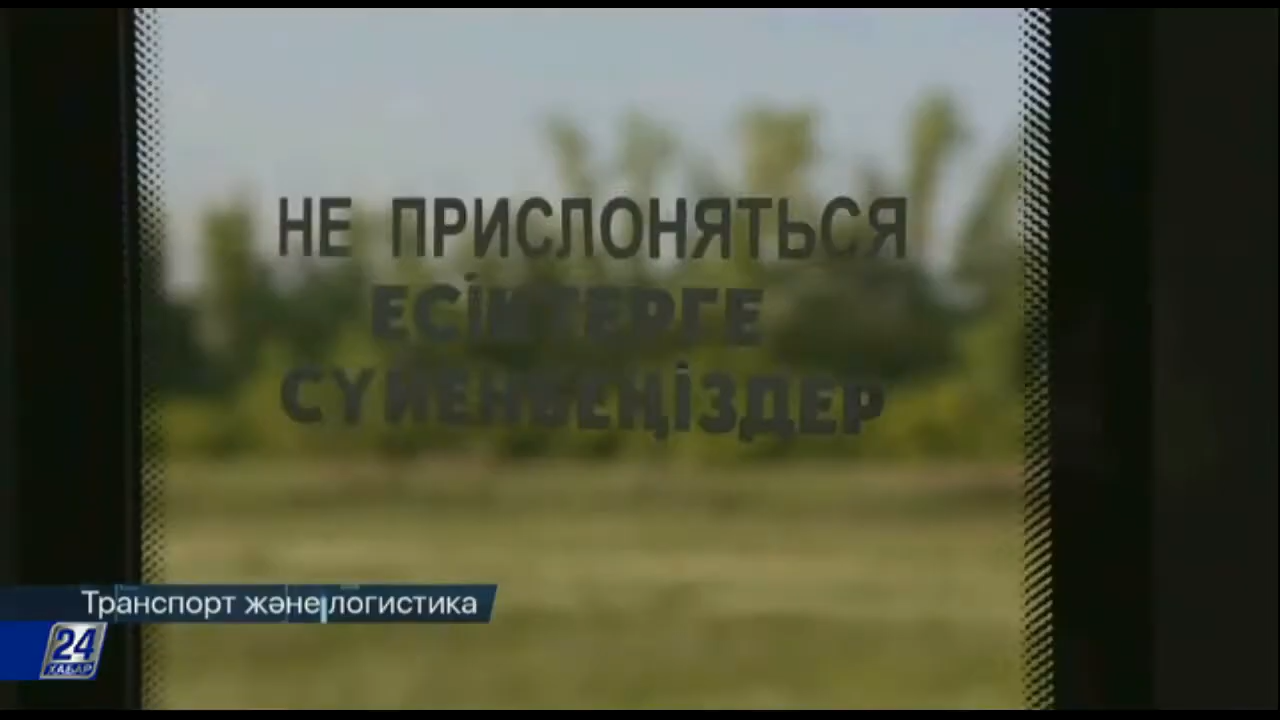 НЕ ПРИСЛОНЯТЬСЯ
ЕСІКТЕРГЕ
СҮЙЕНБЕҢІЗДЕР
Транспорт және логистика
24
ХАБАР